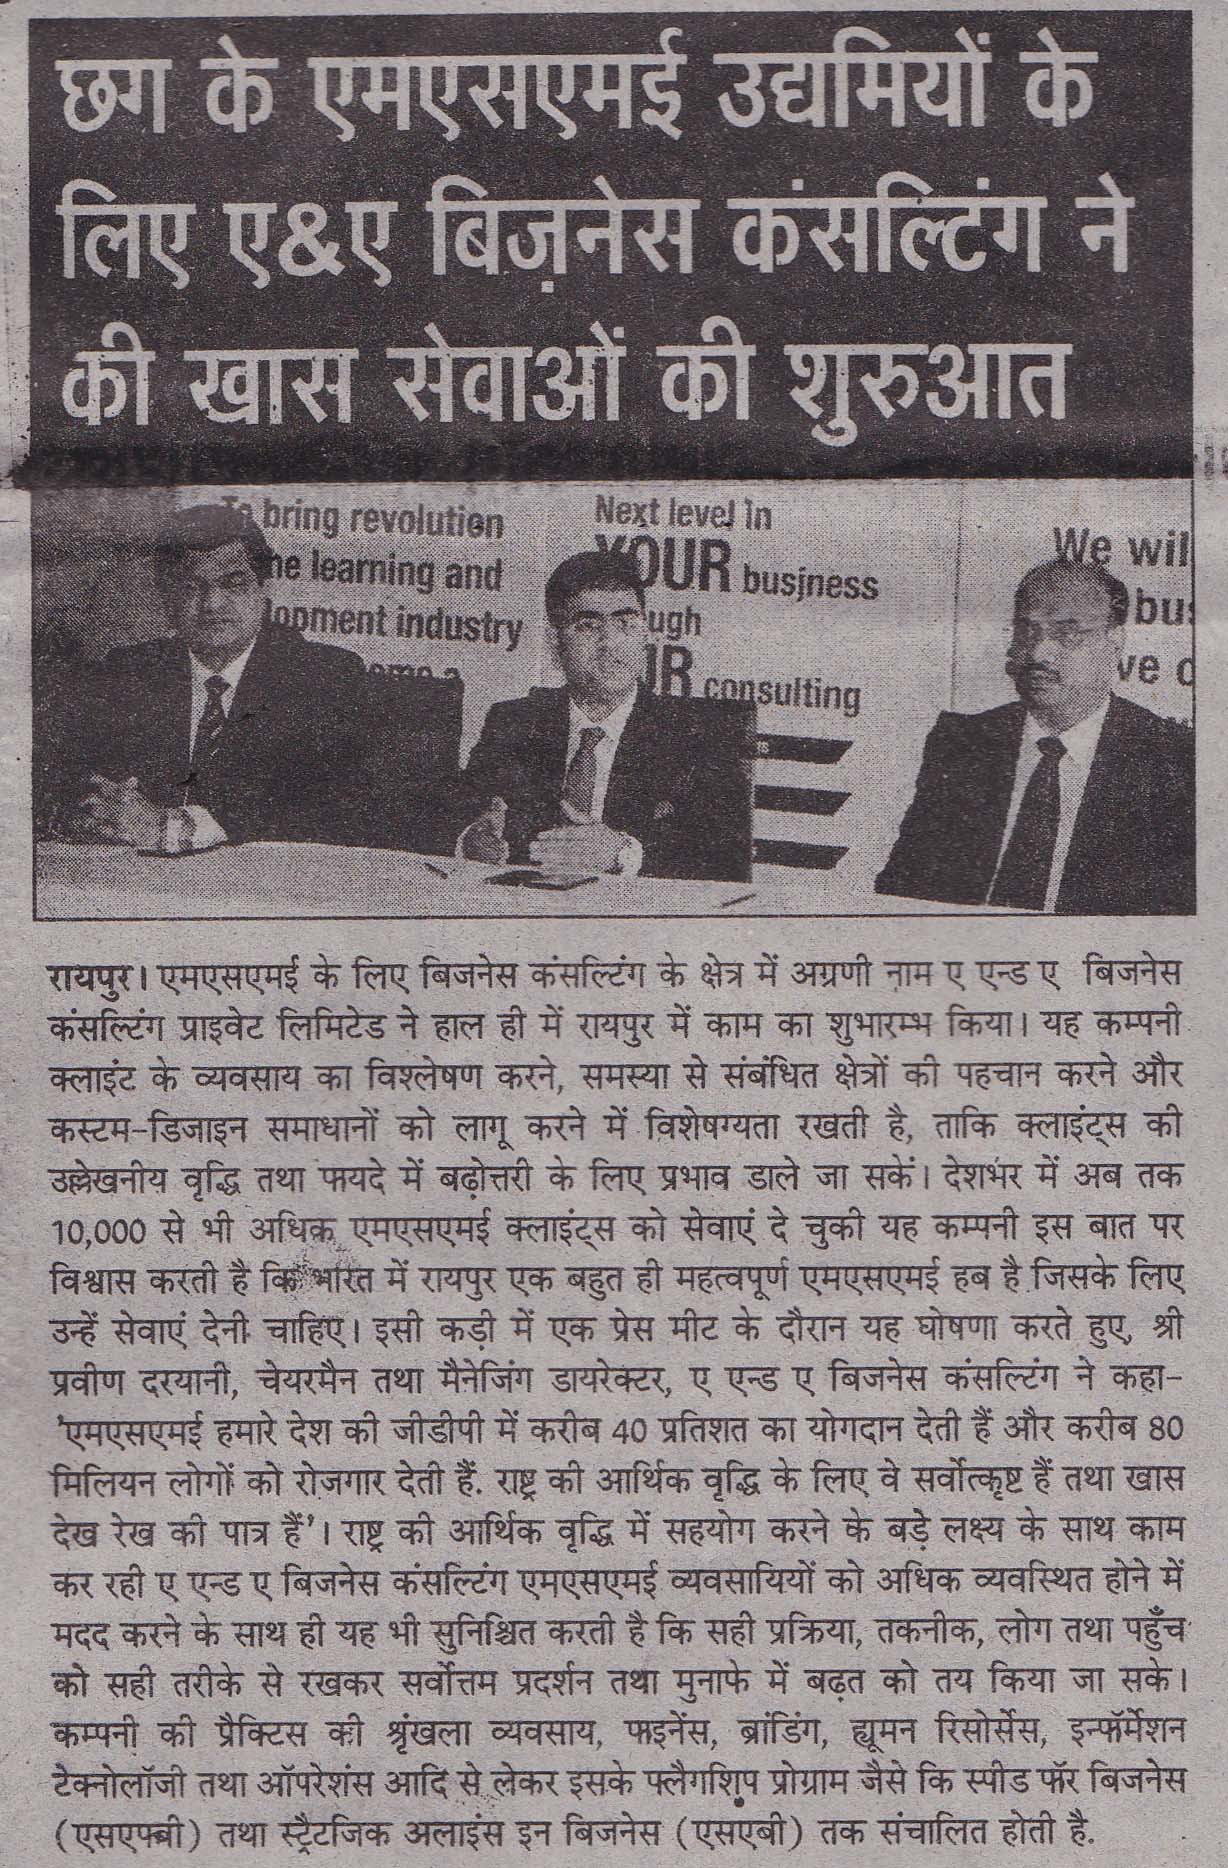 छग के एमएसएमई उद्यमियों के
लिए ए&ए बिज़नेस कंसल्टिंग ने
की खास सेवाओं की शुरुआत
To bring revolution
he learning and
lopment industry
Next level in
YOUR business
ugh
consulting
We wil
bus
ve
रायपुर। एमएसएमई के लिए बिजनेस कंसल्टिंग के क्षेत्र में अग्रणी नाम ए एन्ड ए बिजनेस
कंसल्टिंग प्राइवेट लिमिटेड ने हाल ही में रायपुर में काम का शुभारम्भ किया। यह कम्पनी
क्लाइंट के व्यवसाय का विश्लेषण करने, समस्या से संबंधित क्षेत्रों की पहचान करने और
कस्टम-डिजाइन समाधानों को लागू करने में विशेषग्यता रखती है, ताकि क्लाइंट्स की
उल्लेखनीय वृद्धि तथा फायदे में बढ़ोत्तरी के लिए प्रभाव डाले जा सकें। देशभर में अब तक
10,000 से भी अधिक एमएसएमई क्लाइंट्स को सेवाएं दे चुकी यह कम्पनी इस बात पर
विश्वास करती है कि भारत में रायपुर एक बहुत ही महत्वपूर्ण एमएसएमई हब है जिसके लिए
उन्हें सेवाएं देनी चाहिए। इसी कड़ी में एक प्रेस मीट के दौरान यह घोषणा करते हुए, श्री
प्रवीण दरयानी, चेयरमैन तथा मैनेजिंग डायरेक्टर, ए एन्ड ए बिजनेस कंसल्टिंग ने कहा-
'एमएसएमई हमारे देश की जीडीपी में करीब 40 प्रतिशत का योगदान देती हैं और करीब 80
मिलियन लोगों को रोजगार देती हैं. राष्ट्र की आर्थिक वृद्धि के लिए वे सर्वोत्कृष्ट हैं तथा खास
देख रेख की पात्र हैं'। राष्ट्र की आर्थिक वृद्धि में सहयोग करने के बड़े लक्ष्य के साथ काम
कर रही ए एन्ड ए बिजनेस कंसल्टिंग एमएसएमई व्यवसायियों को अधिक व्यवस्थित होने में
मदद करने के साथ ही यह भी सुनिश्चित करती है कि सही प्रक्रिया, तकनीक, लोग तथा पहुँच
को सही तरीके से रखकर सर्वोत्तम प्रदर्शन तथा मुनाफे में बढ़त को तय किया जा सके।
कम्पनी की प्रैक्टिस की श्रृंखला व्यवसाय, फाइनेंस, ब्रांडिंग, ह्यूमन रिसोर्सेस, इन्फॉर्मेशन
टेक्नोलॉजी तथा ऑपरेशंस आदि से लेकर इसके फ्लैगशिप प्रोग्राम जैसे कि स्पीड फॉर बिजनेस
(एसएफबी) तथा स्ट्रैटजिक अलाइंस इन बिजनेस (एसएबी) तक संचालित होती है.